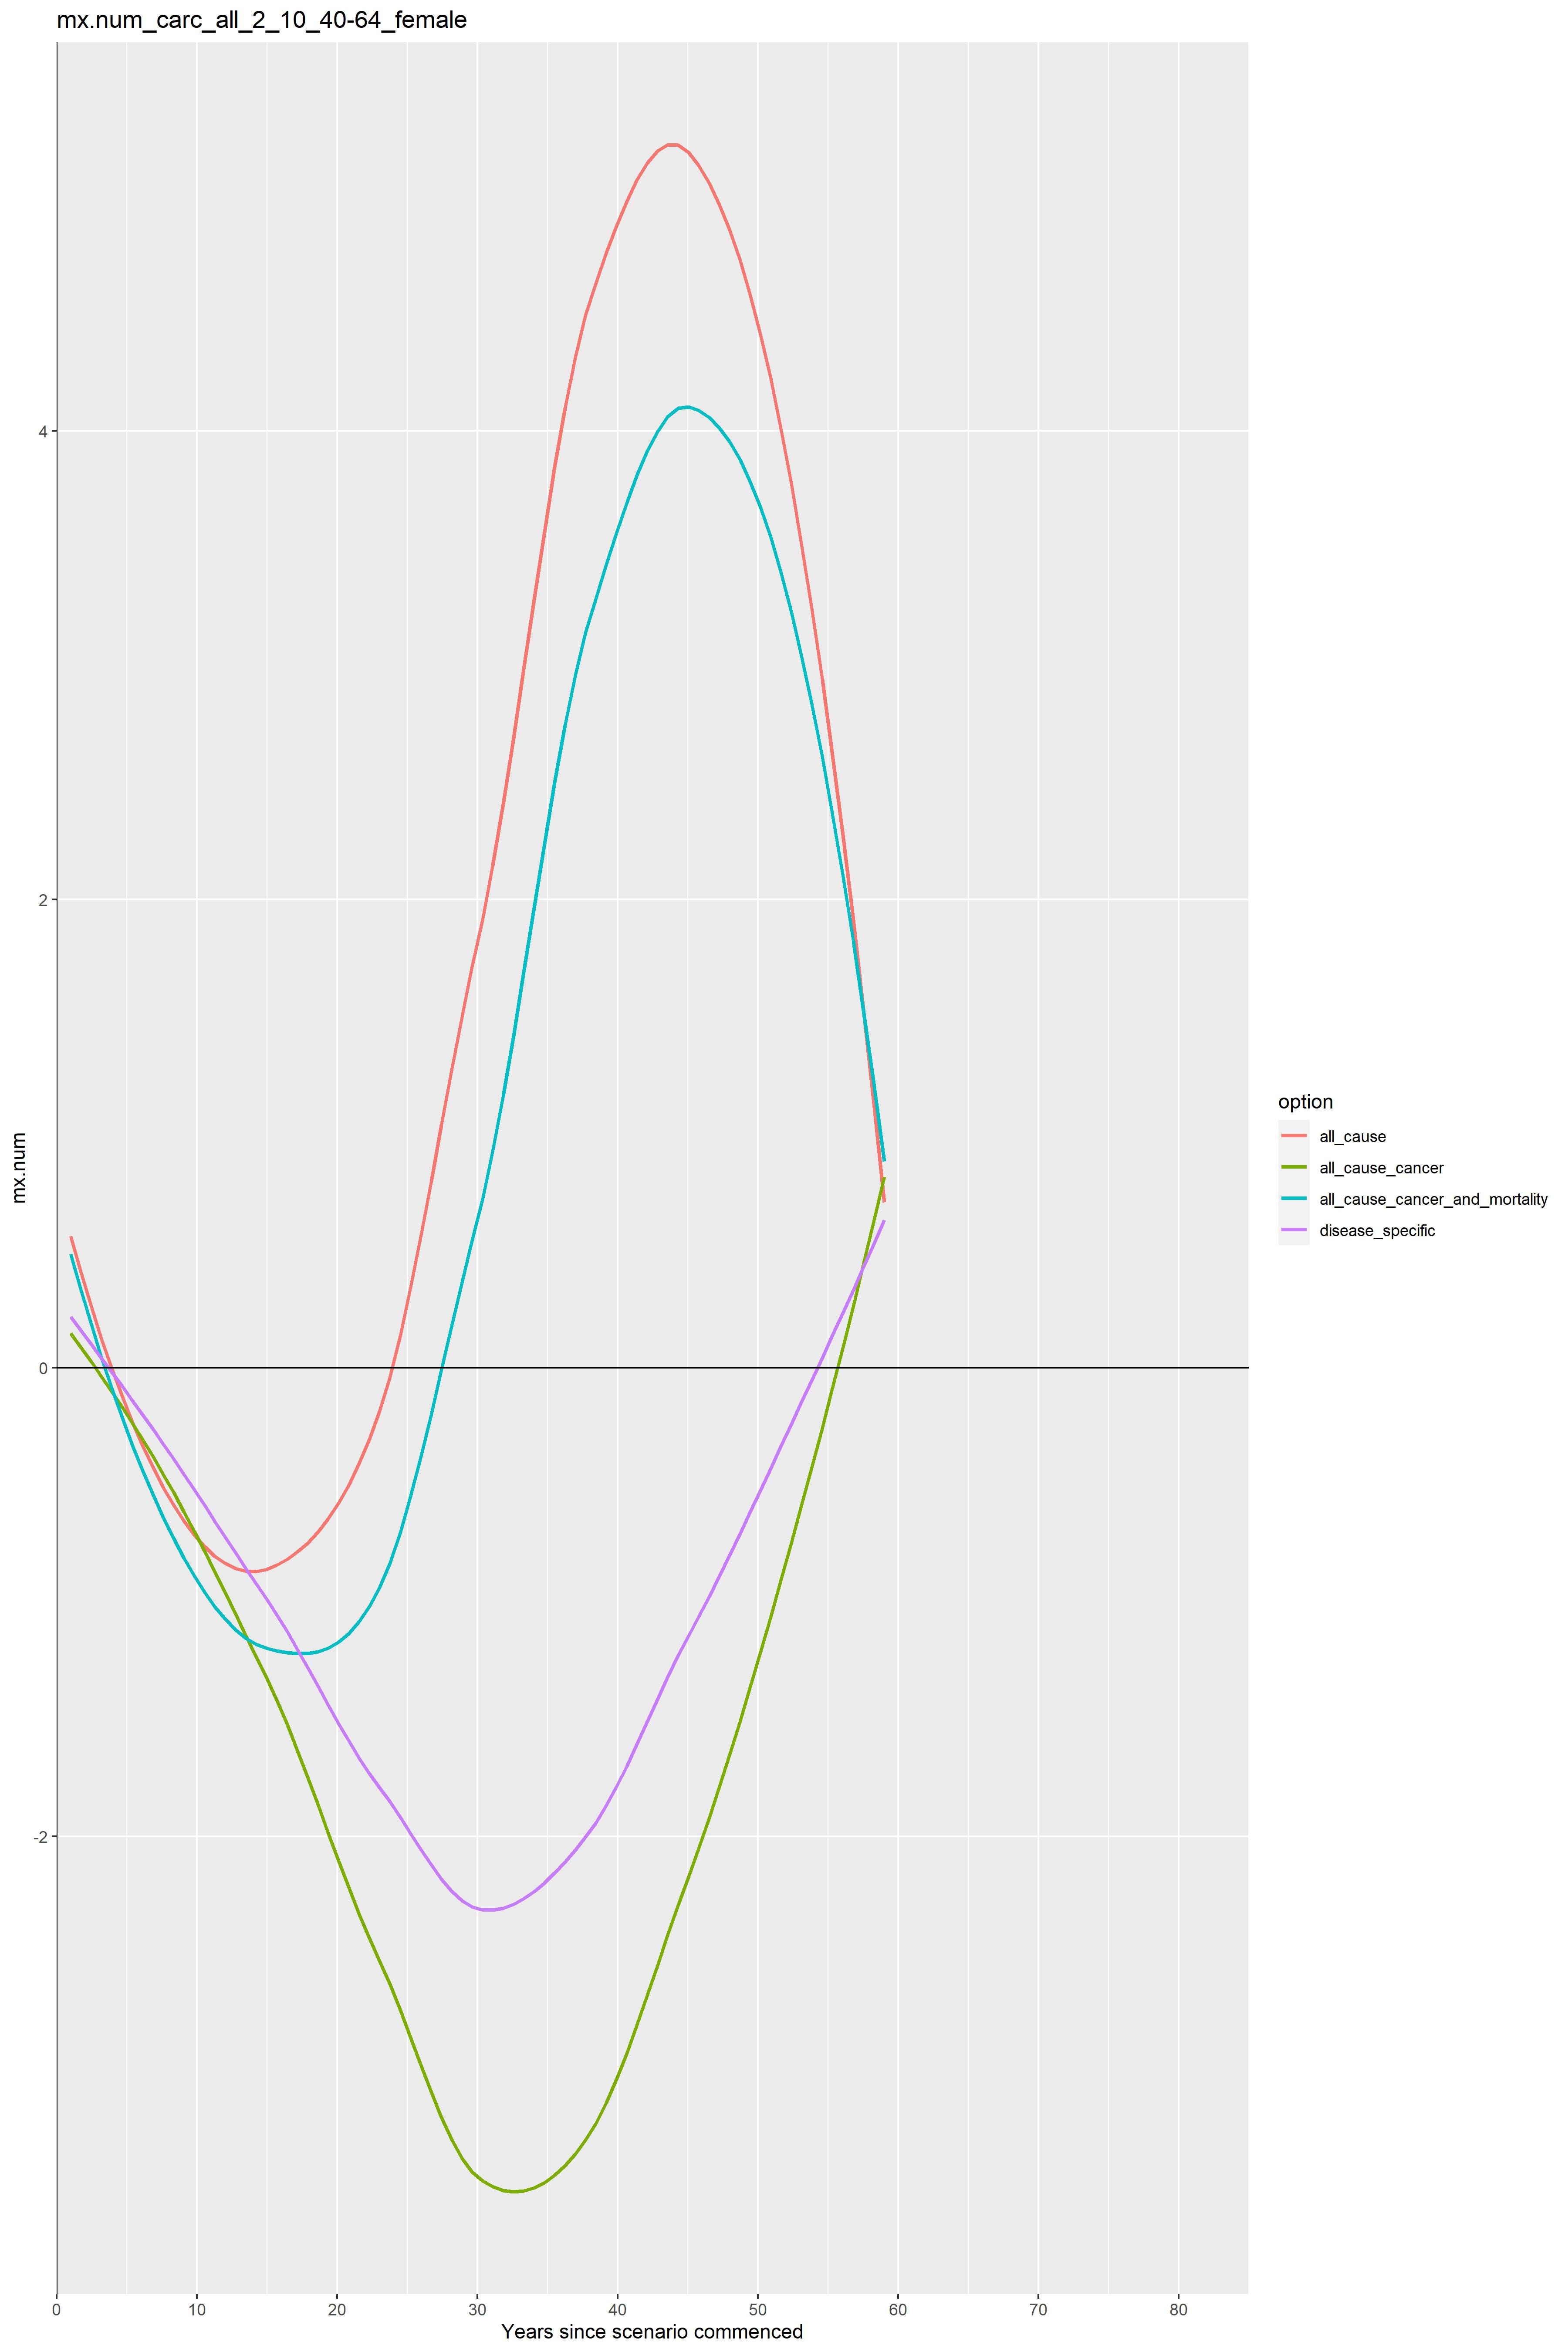 mx.num_carc_all_2_10_40-64_female
mx.num
4
2
0
-2
0 10 20 30 40 50 60 70 80
Years since scenario commenced
option
all_cause
all_cause_cancer
all_cause_cancer_and_mortality
disease_specific